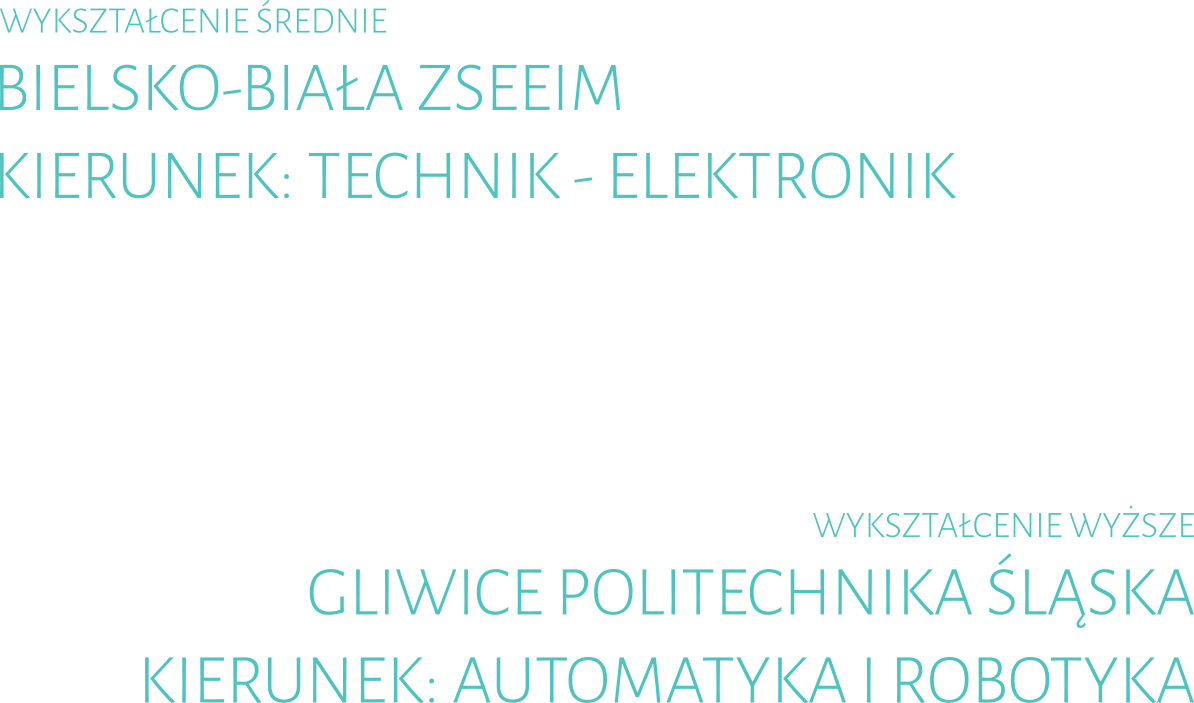 WYKSZTAŁCENIE ŚREDNIE
BIELSKO-BIAŁA ZSEEIM
KIERUNEK: TECHNIK - ELEKTRONIK
WYKSZTAŁCENIE WYŻSZE
GLIWICE POLITECHNIKA ŚLĄSKA
KIERUNEK: AUTOMATYKA I ROBOTYKA